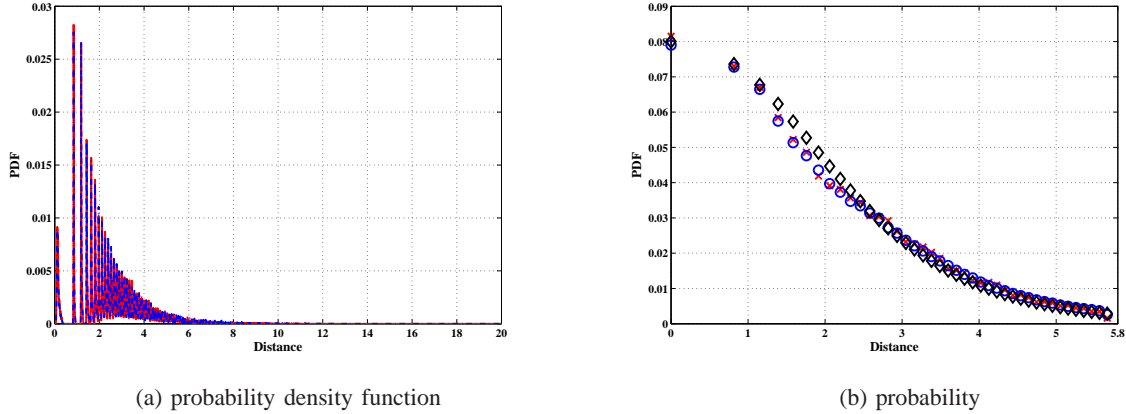 0.03
0.025
0.02
0.015
0.01
0.005
0
PDF
0 2 4 6 8 10 12 14 16 18 20
Distance
(a) probability density function
0.09
0.08
0.07
0.06
0.05
0.04
0.03
0.02
0.01
0
PDF
0 1 2 3 4 5 5.8
Distance
(b) probability